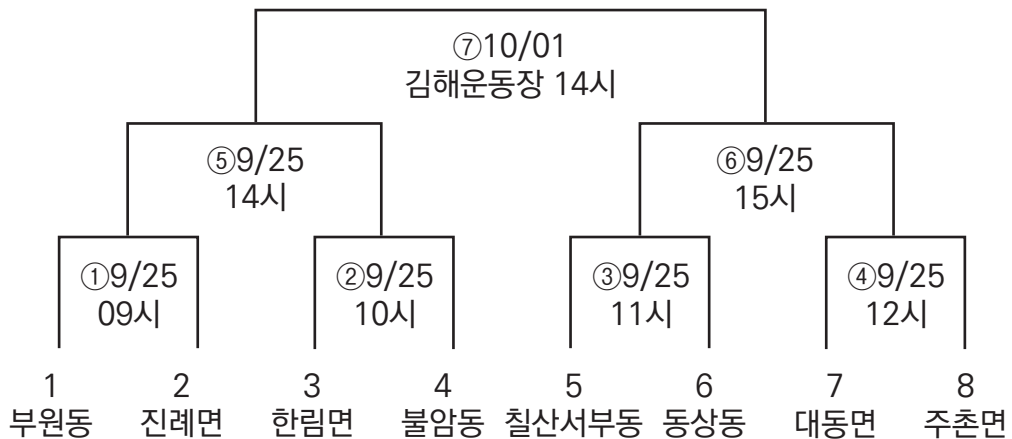 ⑦10/01
김해운동장 14시
⑤9/25
14시
⑥9/25
15시
①9/25
09시
②9/25
10시
③9/25
11시
④9/25
12시
1 2 3 4 5 6 7 8
부원동 진례면 한림면 불암동 칠산서부동 동상동 대동면 주촌면